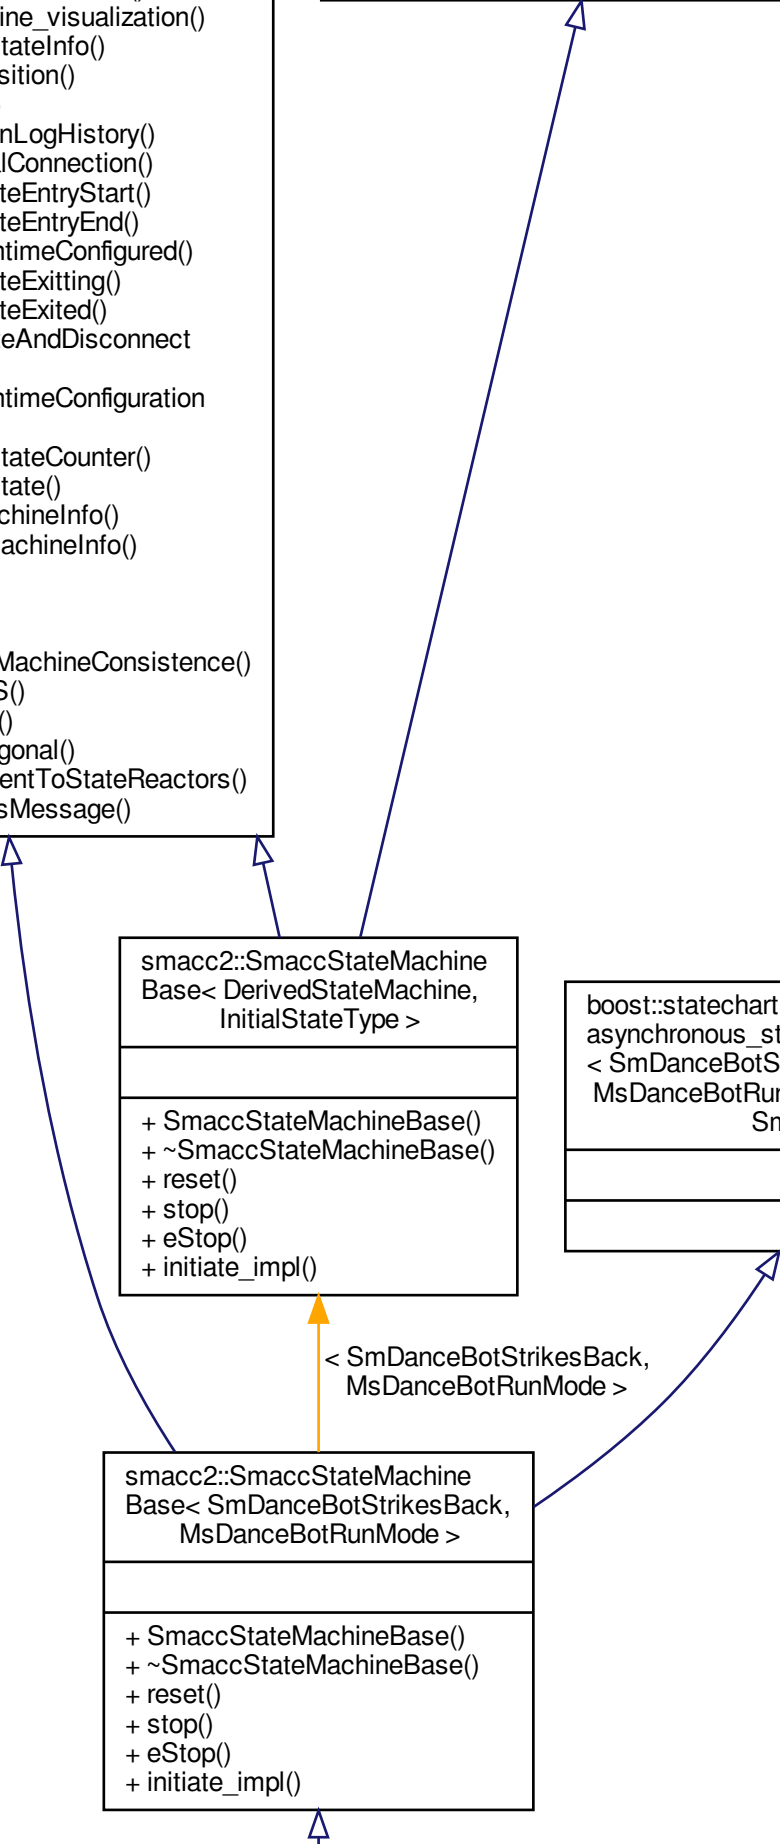 ine_visualization()
tateInfo()
sition()
)
nLogHistory()
lConnection()
teEntryStart()
teEntryEnd()
ntimeConfigured()
teExitting()
teExited()
eAndDisconnect
ntimeConfiguration
tateCounter()
tate()
chineInfo()
achineInfo()
MachineConsistence()
S()
()
gonal()
entToStateReactors()
sMessage()
smacc2::SmaccStateMachine
Base< DerivedStateMachine,
InitialStateType >
+ SmaccStateMachineBase()
+ ~SmaccStateMachineBase()
+ reset()
+ stop()
+ eStop()
+ initiate_impl()
boost::statechart
asynchronous_st
< SmDanceBotS
MsDanceBotRun
Sm
< SmDanceBotStrikesBack,
MsDanceBotRunMode >
smacc2::SmaccStateMachine
Base< SmDanceBotStrikesBack,
MsDanceBotRunMode >
+ SmaccStateMachineBase()
+ ~SmaccStateMachineBase()
+ reset()
+ stop()
+ eStop()
+ initiate_impl()